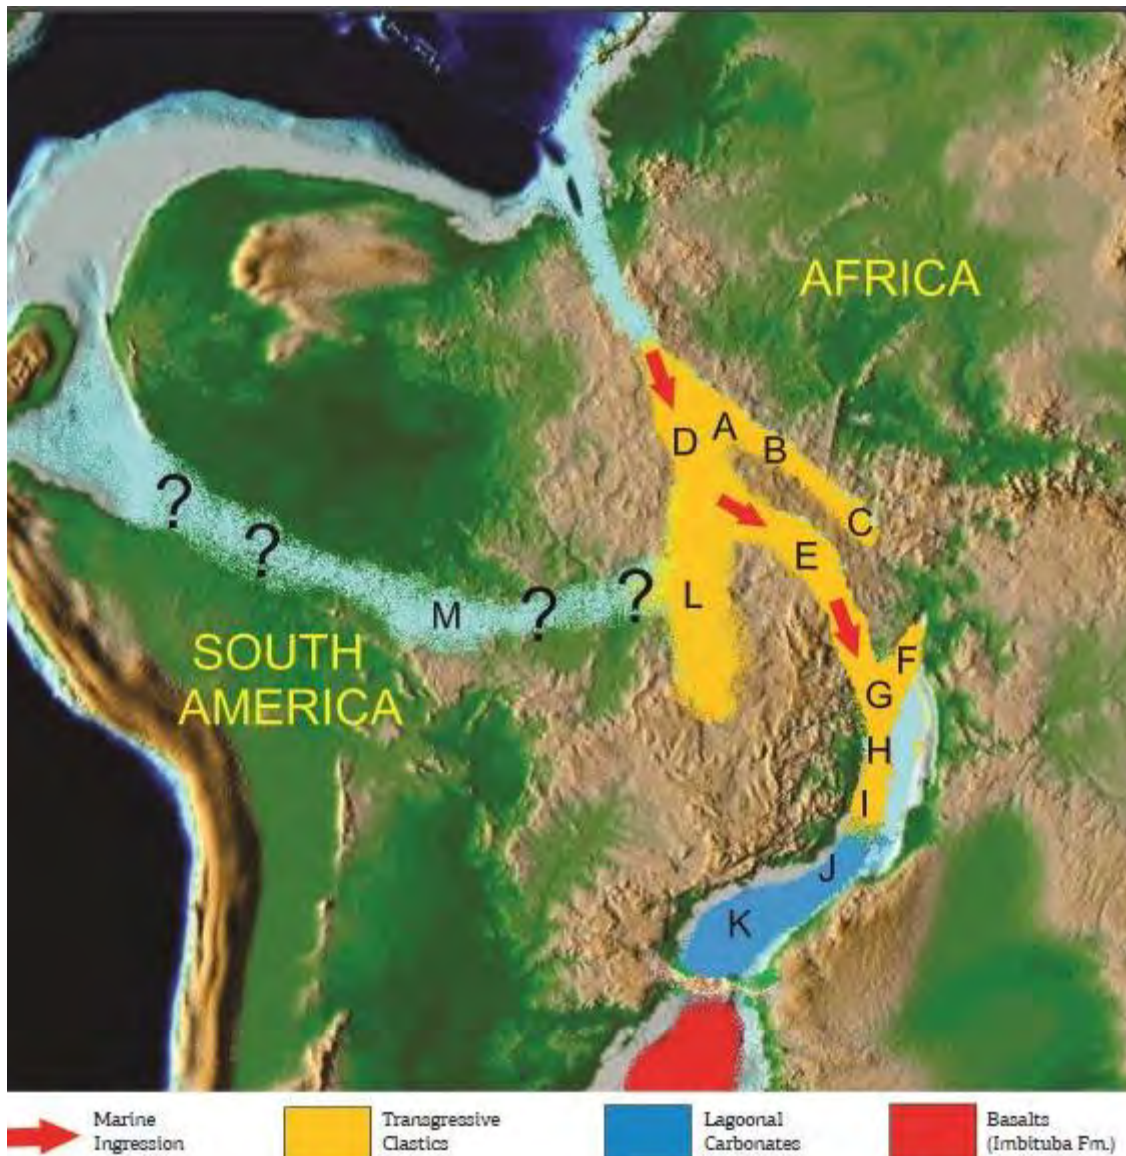 AFRICA
A
D
B
C
E
?
?
?
?
L
M
F
SOUTH
AMERICA
G
H
I
J
K
Marine
Ingression
Transgressive
Clastics
Lagoonal
Carbonates
Basalts
(Imbituba Fm.)